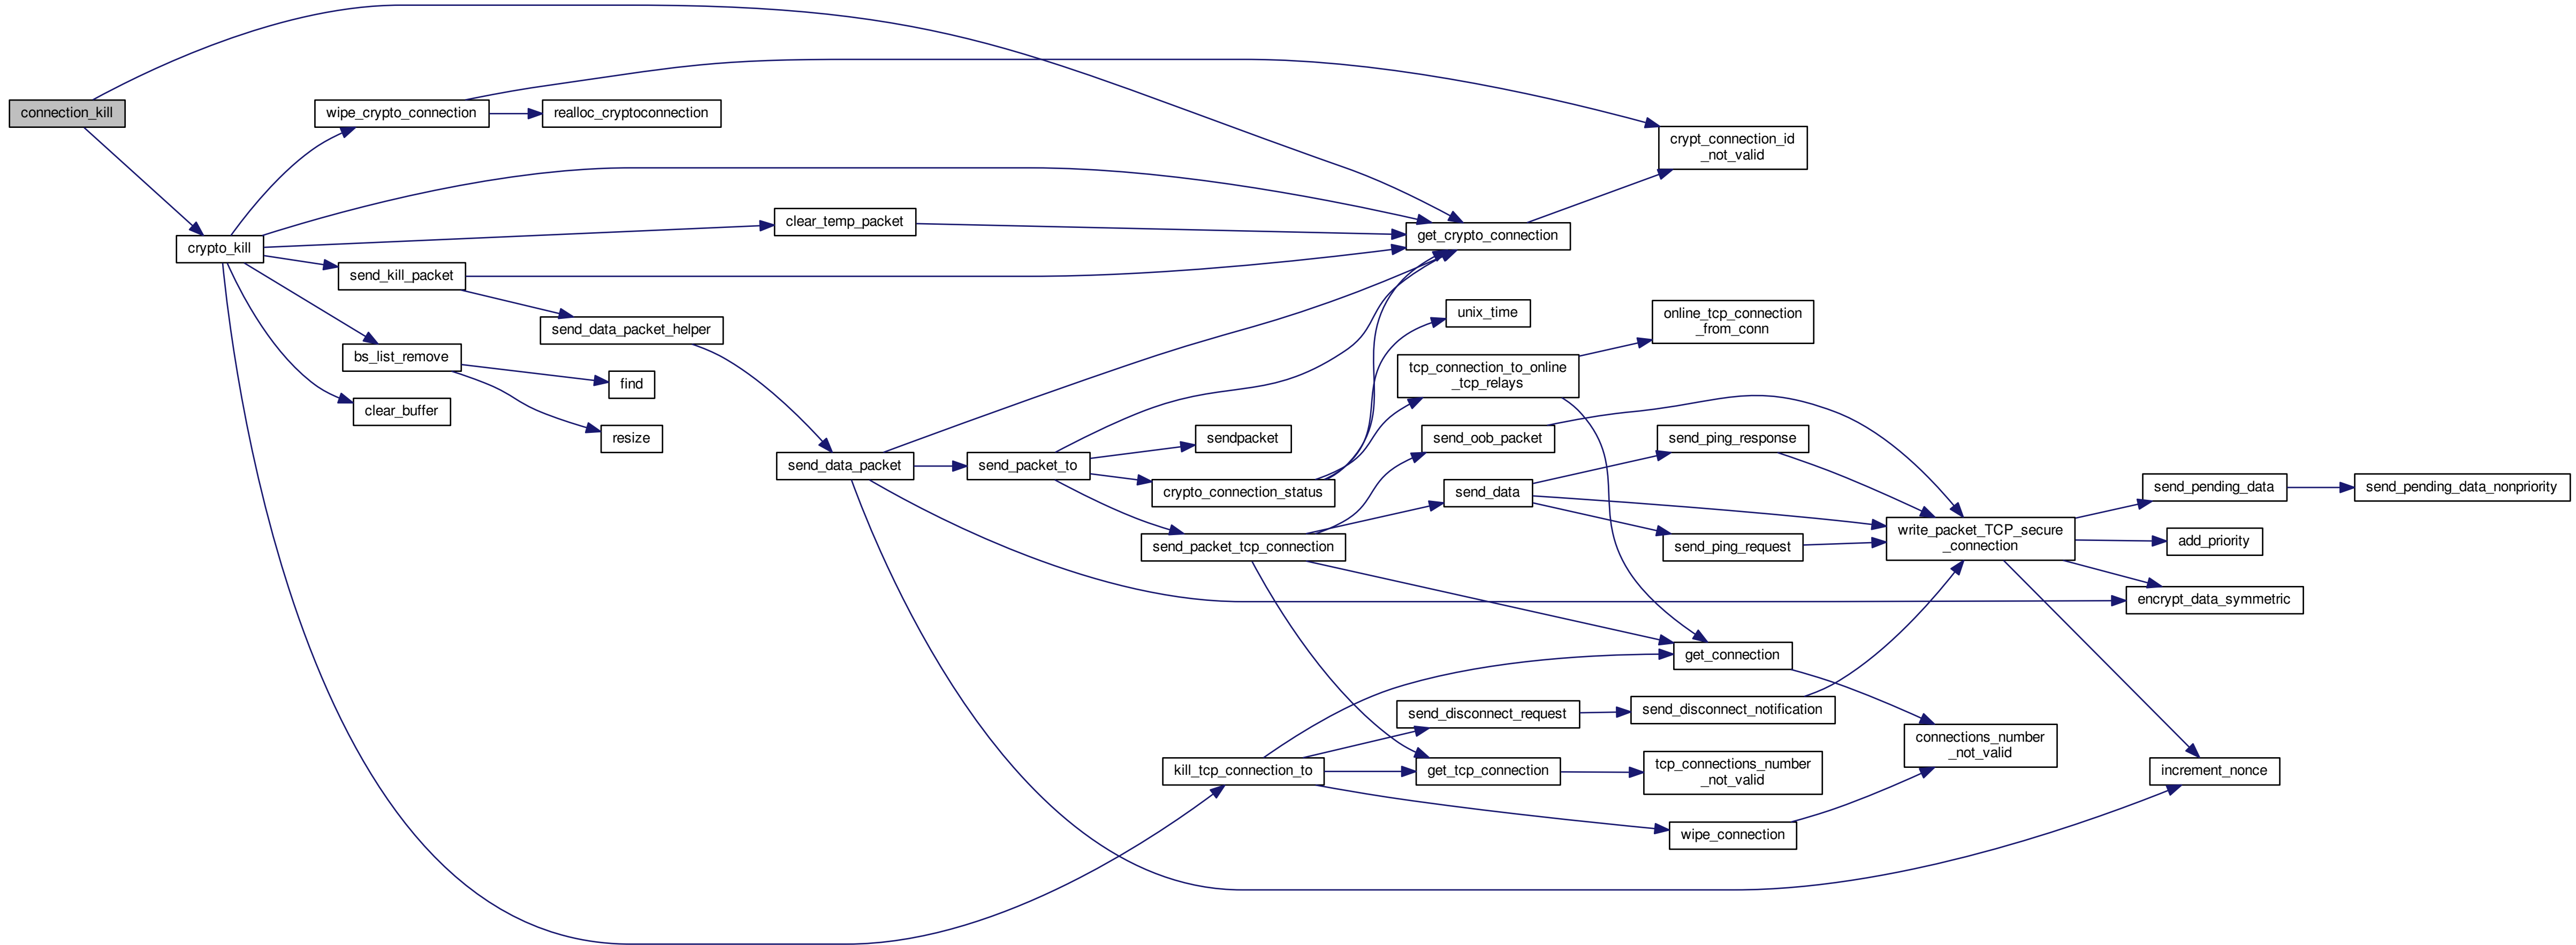 connection_kill
wipe_crypto_connection
realloc_cryptoconnection
crypt_connection_id
_not_valid
clear_temp_packet
get_crypto_connection
crypto_kill
send_kill_packet
send_data_packet_helper
bs_list_remove
find
clear_buffer
resize
unix_time
online_tcp_connection
_from_conn
tcp_connection_to_online
_tcp_relays
sendpacket
send_oob_packet
send_ping_response
send_data_packet
send_packet_to
crypto_connection_status
send_data
send_pending_data
send_pending_data_nonpriority
send_packet_tcp_connection
send_ping_request
write_packet_TCP_secure
_connection
add_priority
encrypt_data_symmetric
get_connection
send_disconnect_request
send_disconnect_notification
connections_number
_not_valid
kill_tcp_connection_to
get_tcp_connection
tcp_connections_number
_not_valid
increment_nonce
wipe_connection